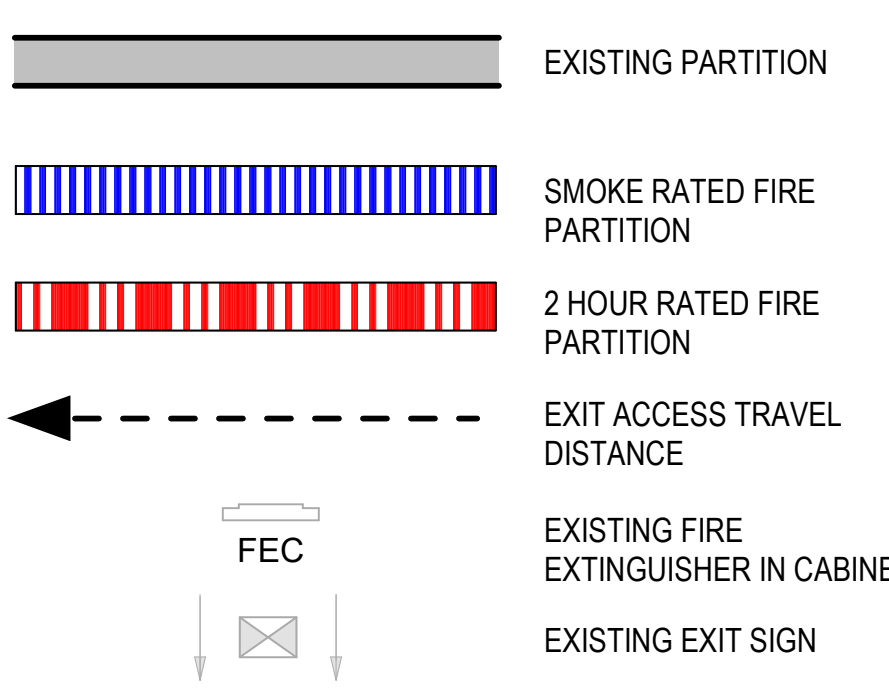 EXISTING PARTITION
SMOKE RATED FIRE
PARTITION
2 HOUR RATED FIRE
PARTITION
EXIT ACCESS TRAVEL
DISTANCE
FEC
EXISTING FIRE
EXTINGUISHER IN CABINE
EXISTING EXIT SIGN